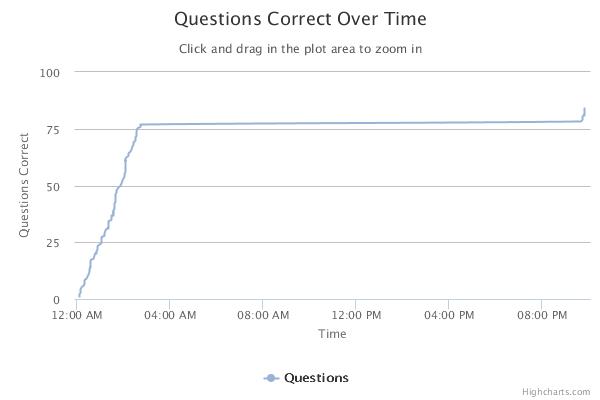 Questions Correct Over Time
Click and drag in the plot area to zoom in
Questions Correct
100
75
50
25
0
12:00 AM 04:00 AM 08:00 AM 12:00 PM 04:00 PM 08:00 PM
Time
Questions
Highcharts.com